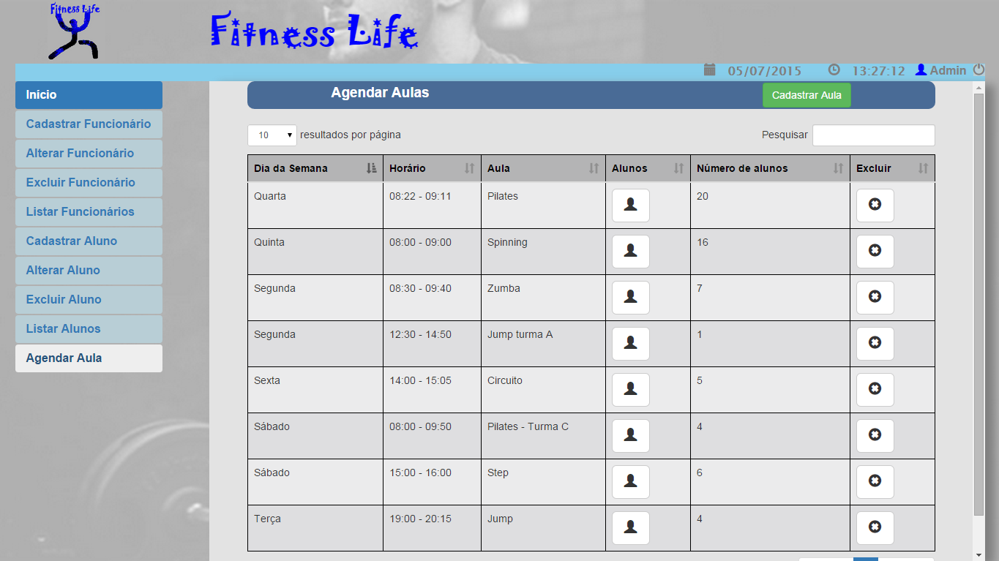 Fitness Life
Fitness Life
05/07/2015 13:27:12 Admin
Início
Cadastrar Funcionário
Alterar Funcionário
Excluir Funcionário
Listar Funcionários
Cadastrar Aluno
Alterar Aluno
Excluir Aluno
Listar Alunos
Agendar Aula
Agendar Aulas Cadastrar Aula
10 resultados por página Pesquisar
Dia da Semana Horário Aula Alunos Número de alunos Excluir
Quarta 08:22 - 09:11 Pilates 20
Quinta 08:00 - 09:00 Spinning 16
Segunda 08:30 - 09:40 Zumba 7
Segunda 12:30 - 14:50 Jump turma A 1
Sexta 14:00 - 15:05 Circuito 5
Sábado 08:00 - 09:50 Pilates - Turma C 4
Sábado 15:00 - 16:00 Step 6
Terça 19:00 - 20:15 Jump 4